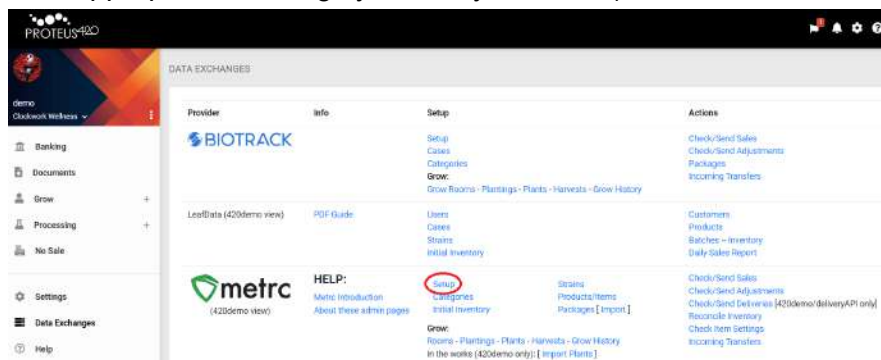 PROTEUS420
demo
Clockwork Wellness
Banking
Documents
Grow +
Processing +
No Sale
Settings
Data Exchanges
Help
DATA EXCHANGES
Provider Info Setup Actions
BIOTRACK
Setup
Cases
Categories
Grow:
Grow Rooms - Plantings - Plants - Harvests - Grow History
Check/Send Sales
Check/Send Adjustments
Packages
Incoming Transfers
LeafData (420demo view) PDF Guide
Users
Cases
Strains
Initial Inventory
Customers
Products
Batches – Inventory
Daily Sales Report
metrc
(420demo view)
HELP:
Metrc Introduction
About these admin pages
Setup Strains
Categories Products/Items
Initial Inventory Packages [ Import ]
Grow:
Rooms - Plantings - Plants - Harvests - Grow History
In the works (420demo only): [ Import Plants ]
Check/Send Sales
Check/Send Adjustments
Check/Send Deliveries [420demo/deliveryAPI only]
Reconcile Inventory
Check Item Settings
Incoming Transfers